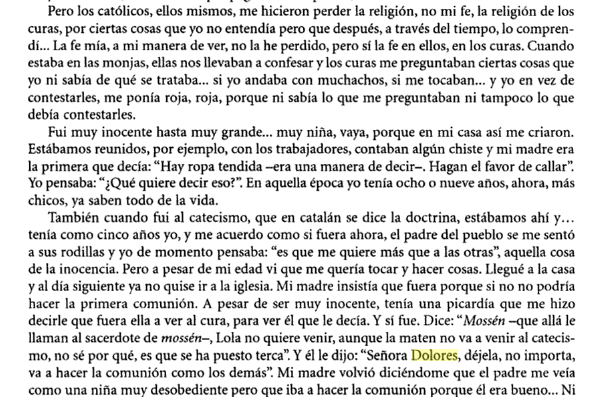 Pero los católicos, ellos mismos, me hicieron perder la religión, no mi fe, la religión de los
curas, por ciertas cosas que yo no entendía pero que después, a través del tiempo, lo compren-
dí... La fe mía, a mi manera de ver, no la he perdido, pero sí la fe en ellos, en los curas. Cuando
estaba en las monjas, ellas nos llevaban a confesar y los curas me preguntaban ciertas cosas que
yo ni sabía de qué se trataba... si yo andaba con muchachos, si me tocaban... y yo en vez de
contestarles, me ponía roja, roja, porque ni sabía lo que me preguntaban ni tampoco lo que
debía contestarles.
Fui muy inocente hasta muy grande... muy niña, vaya, porque en mi casa así me criaron.
Estábamos reunidos, por ejemplo, con los trabajadores, contaban algún chiste y mi madre era
la primera que decía: “Hay ropa tendida –era una manera de decir–. Hagan el favor de callar”.
Yo pensaba: “¿Qué quiere decir eso?”. En aquella época yo tenía ocho o nueve años, ahora, más
chicos, ya saben todo de la vida.
También cuando fui al catecismo, que en catalán se dice la doctrina, estábamos ahí y...
tenía como cinco años yo, y me acuerdo como si fuera ahora, el padre del pueblo se me sentó
a sus rodillas y yo de momento pensaba: “es que me quiere más que a las otras”, aquella cosa
de la inocencia. Pero a pesar de mi edad vi que me quería tocar y hacer cosas. Llegué a la casa
y al día siguiente ya no quise ir a la iglesia. Mi madre insistía que fuera porque si no no podría
hacer la primera comunión. A pesar de ser muy inocente, tenía una picardía que me hizo
decirle que fuera ella a ver al cura, para ver él que le decía. Y sí fue. Dice: “Mossén –que allá le
llaman al sacerdote de mossén–, Lola no quiere venir, aunque la maten no va a venir al catecis-
mo, no sé por qué, es que se ha puesto terca”. Y él le dijo: “Señora Dolores, déjela, no importa,
va a hacer la comunión como los demás”. Mi madre volvió diciéndome que el padre me veía
como una niña muy desobediente pero que iba a hacer la comunión porque él era bueno... Ni